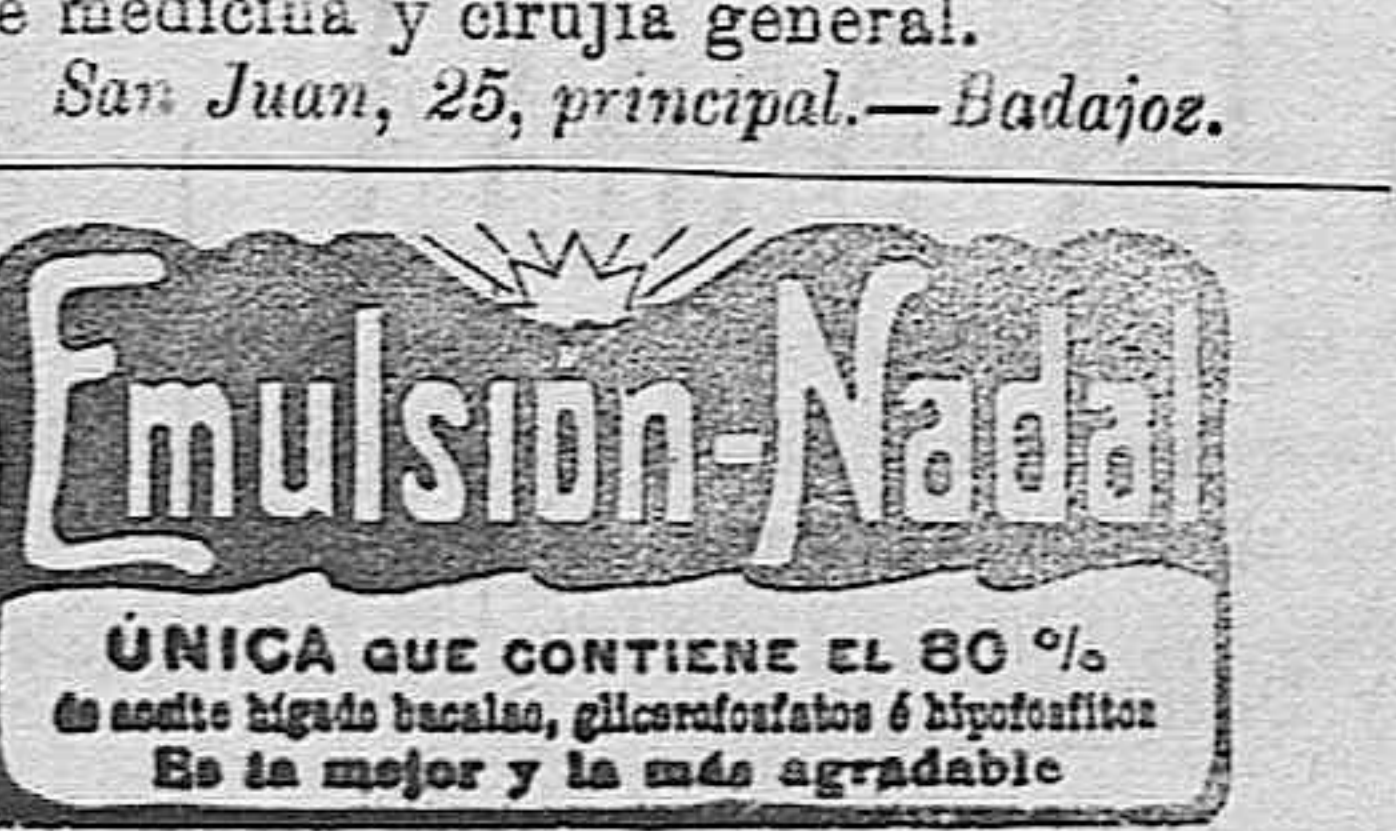 e medicina y cirujía general.
San Juan, 25, principal.—Badajoz.
Emulsión-Nadal
ÚNICA QUE CONTIENE EL 80 %
de aceite hígado bacalao, glicerofosfatos é hipofosfitos
Es la mejor y la más agradable